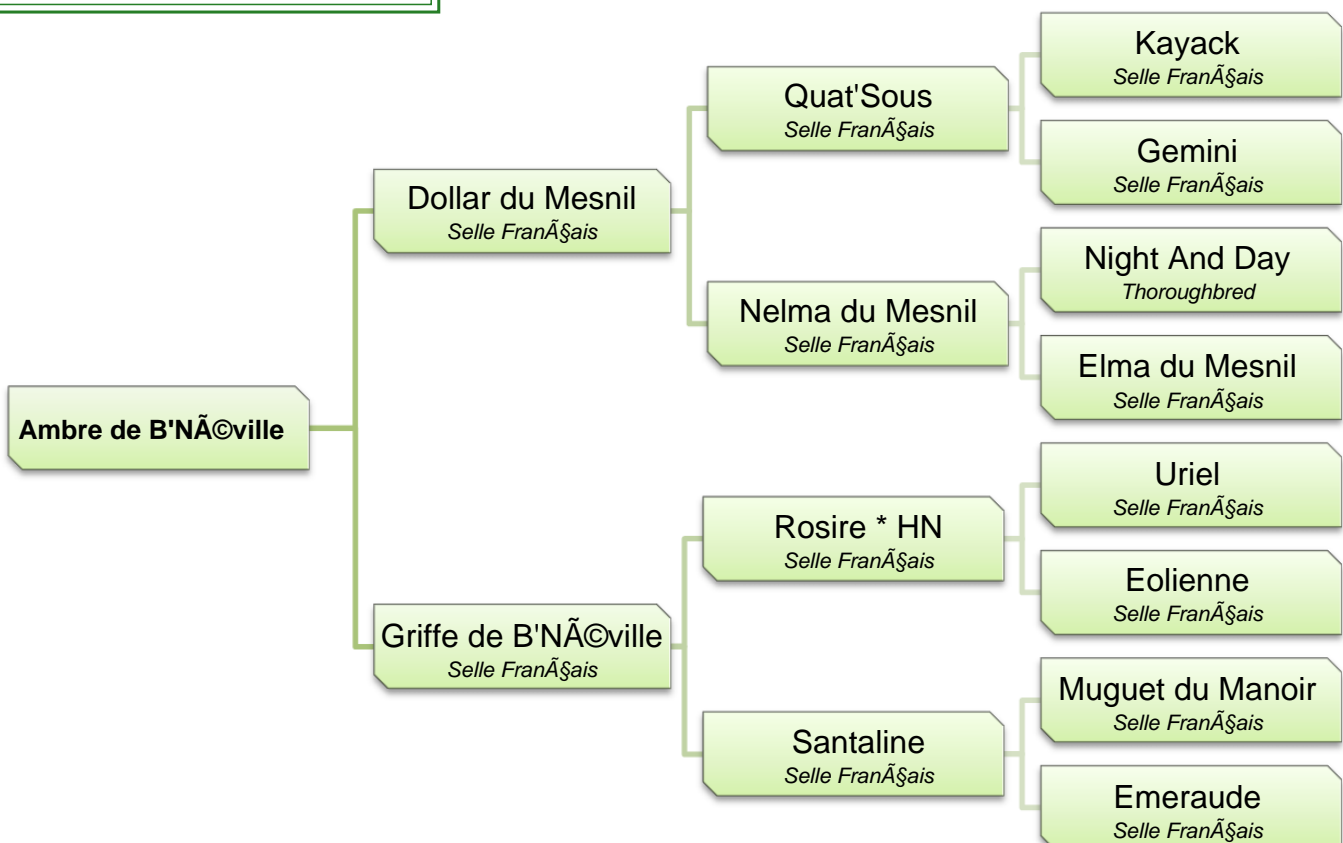 Kayack
Selle FranÃ§ais
Quat'Sous
Selle FranÃ§ais
Gemini
Selle FranÃ§ais
Dollar du Mesnil
Selle FranÃ§ais
Night And Day
Thoroughbred
Nelma du Mesnil
Selle FranÃ§ais
Elma du Mesnil
Selle FranÃ§ais
Ambre de B'NÃ©ville
Uriel
Selle FranÃ§ais
Rosire * HN
Selle FranÃ§ais
Eolienne
Selle FranÃ§ais
Griffe de B'NÃ©ville
Selle FranÃ§ais
Muguet du Manoir
Selle FranÃ§ais
Santaline
Selle FranÃ§ais
Emeraude
Selle FranÃ§ais